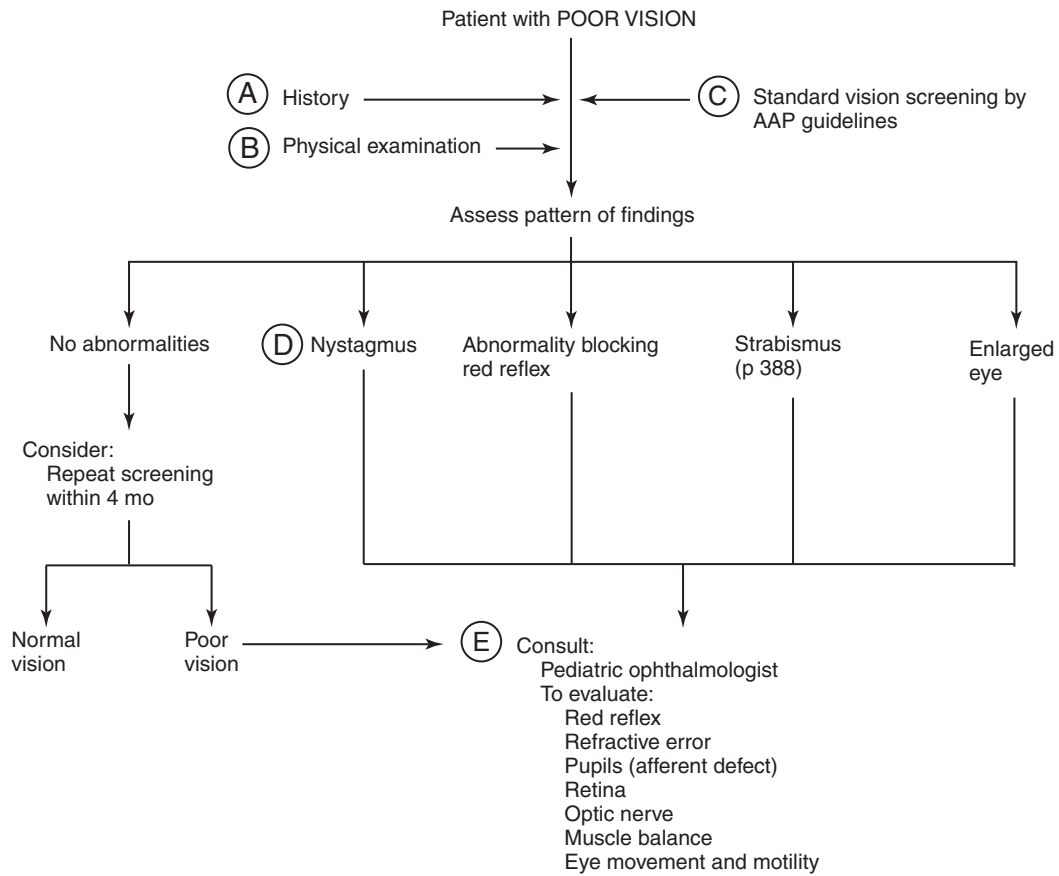 Patient with POOR VISION
A
History
C
Standard vision screening by
AAP guidelines
B
Physical examination
Assess pattern of findings
No abnormalities
D
Nystagmus
Abnormality blocking
red reflex
Strabismus
(p 388)
Enlarged
eye
Consider:
Repeat screening
within 4 mo
Normal
vision
Poor
vision
E
Consult:
Pediatric ophthalmologist
To evaluate:
Red reflex
Refractive error
Pupils (afferent defect)
Retina
Optic nerve
Muscle balance
Eye movement and motility